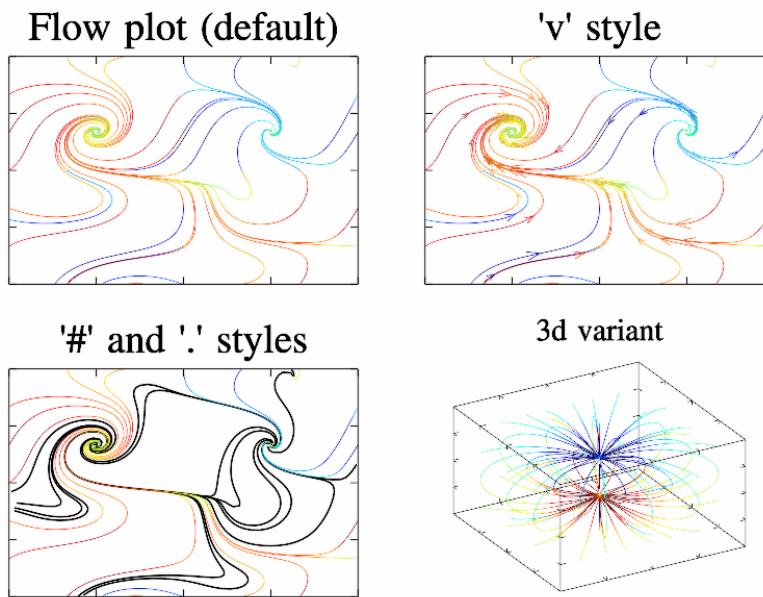 Flow plot (default)
'v' style
'#' and '.' styles
3d variant